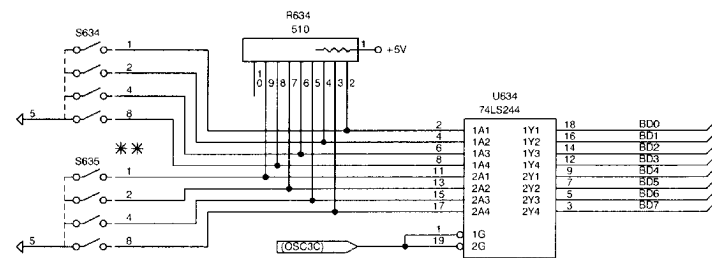 R634
510
S634
1
1
+5V
2
4
8
5
1 0 9 8 7 6 5 4 3 2
U634
74LS244
2 1A1 1Y1 18 BD0
4 1A2 1Y2 16 BD1
6 1A3 1Y3 14 BD2
8 1A4 1Y4 12 BD3
11 2A1 2Y1 9 BD4
13 2A2 2Y2 7 BD5
15 2A3 2Y3 5 BD6
17 2A4 2Y4 3 BD7
**
S635
1
2
4
8
5
(OSC3C)
1 1G
19 2G